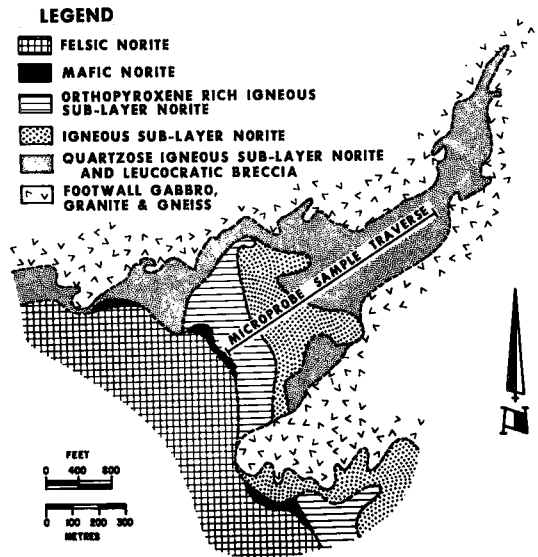 LEGEND
FELSIC NORITE
MAFIC NORITE
ORTHOPYROXENE RICH IGNEOUS
SUB-LAYER NORITE
IGNEOUS SUB-LAYER NORITE
QUARTZOSE IGNEOUS SUB-LAYER NORITE
AND LEUCOCRATIC BRECCIA
FOOTWALL GABBRO,
GRANITE & GNEISS
MICROPROBE SAMPLE TRAVERSE
N
FEET
0 400 800
0 100 200 300
METRES